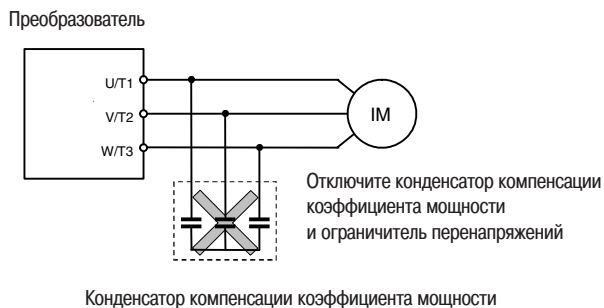 Преобразователь
U/T1
V/T2
W/T3
IM
Отключите конденсатор компенсации
коэффициента мощности
и ограничитель перенапряжений
Конденсатор компенсации коэффициента мощности